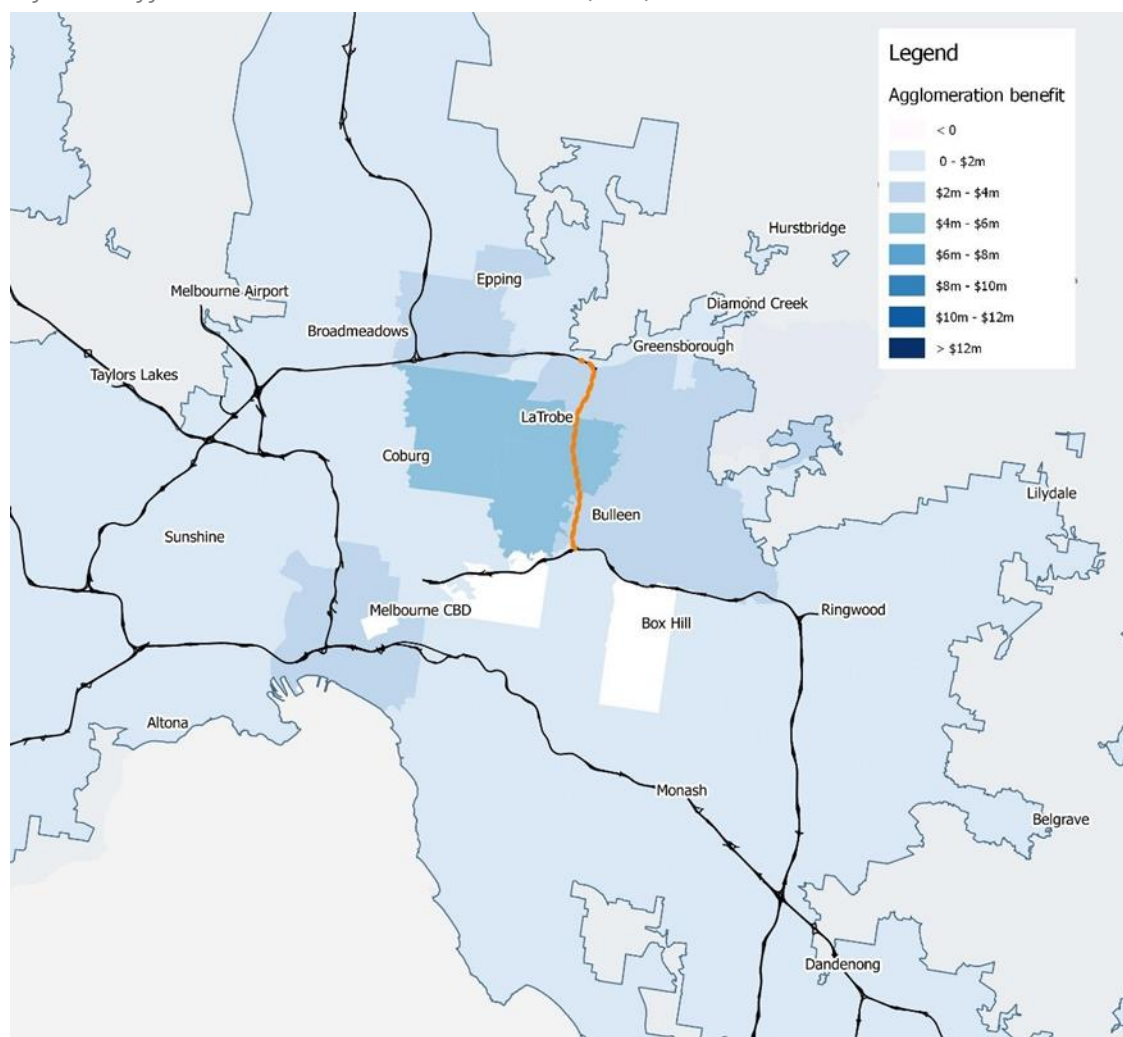 Legend
Agglomeration benefit
< 0
0 - $2m
$2m - $4m
$4m - $6m
$6m - $8m
$8m - $10m
$10m - $12m
> $12m
Hurstbridge
Epping
Melbourne Airport
Diamond Creek
Broadmeadows
Greensborough
Taylors Lakes
LaTrobe
Coburg
Lilydale
Bulleen
Sunshine
Melbourne CBD
Ringwood
Box Hill
Altona
Monash
Belgrave
Dandenong